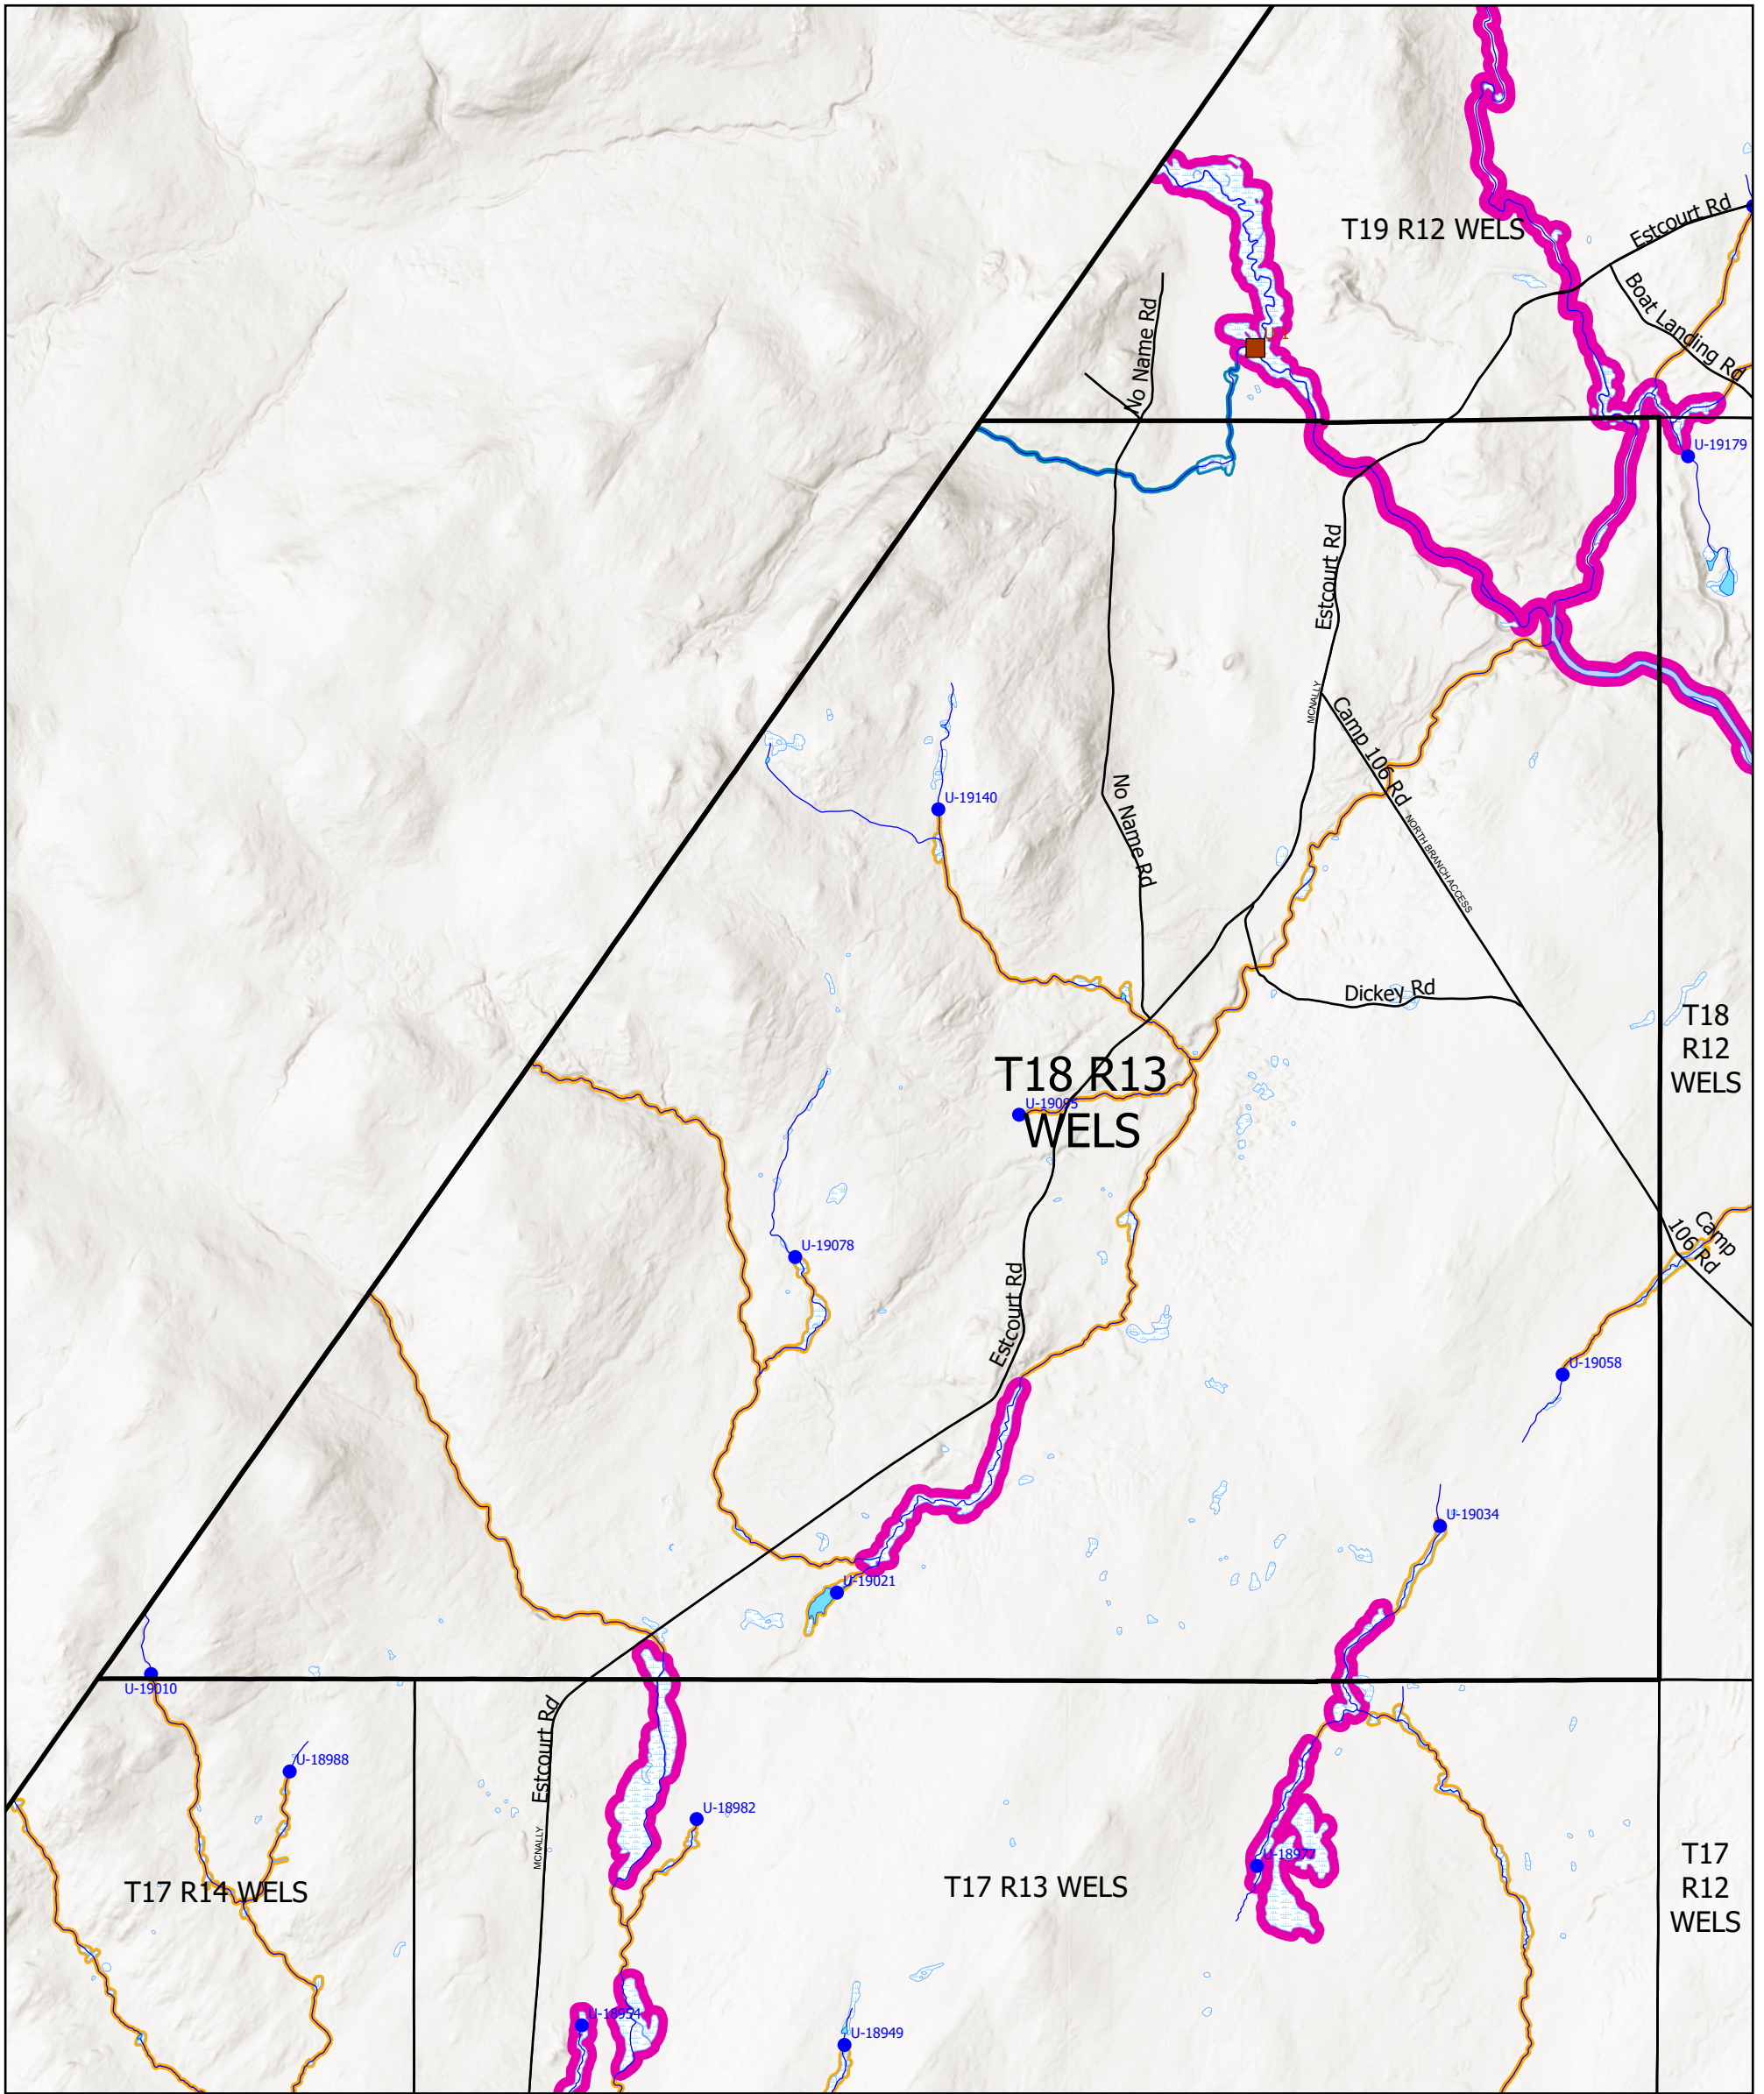 T19 R12 WELS
Estcourt Rd
Boat Landing Rd
No Name Rd
U-19179
Estcourt Rd
MCNALLY
Camp 106 Rd
U-19140
No Name Rd
NORTH BRANCH ACCESS
Dickey Rd
T18
R12
WELS
T18 R13
WELS
U-19095
Camp
106 Rd
U-19078
Estcourt Rd
U-19058
U-19034
U-19021
U-19010
Estcourt Rd
U-18988
U-18982
MCNALLY
U-18977
T17 R14 WELS
T17 R13 WELS
T17
R12
WELS
U-18954
U-18949